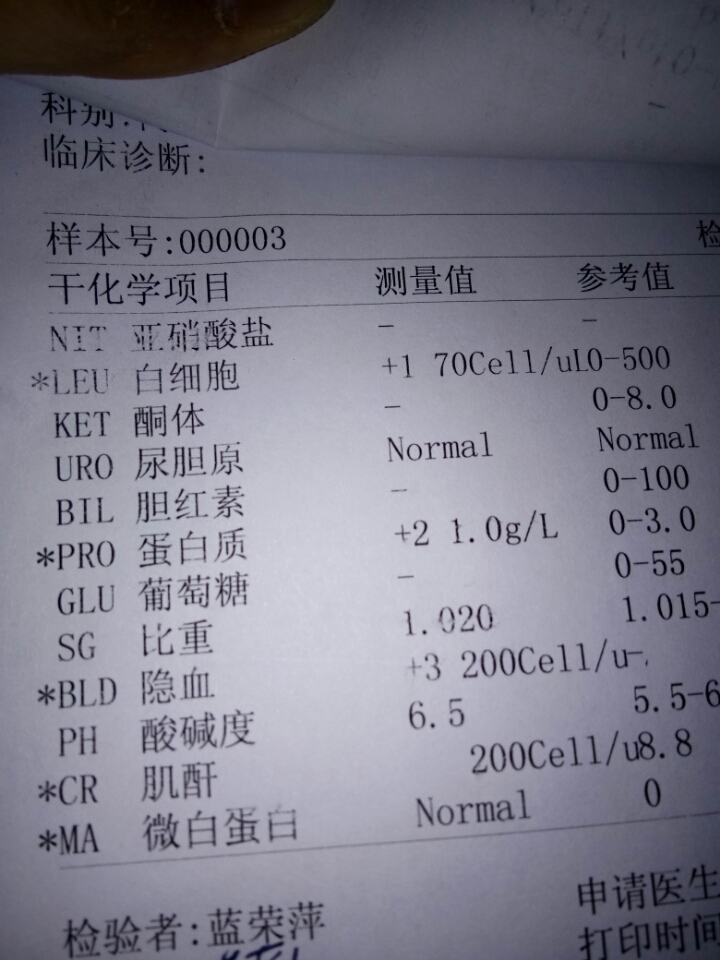 科别:
临床诊断:
样本号:000003 检
干化学项目 测量值 参考值
NIT 亚硝酸盐 - -
*LEU 白细胞 +1 70Cell/uL0-500
KET 酮体 - 0-8.0
URO 尿胆原 Normal Normal
BIL 胆红素 - 0-100
*PRO 蛋白质 +2 1.0g/L 0-3.0
GLU 葡萄糖 - 0-55
SG 比重 1.020 1.015-
*BLD 隐血 +3 200Cell/u-
PH 酸碱度 6.5 5.5-6
*CR 肌酐 200Cell/u8.8
*MA 微白蛋白 Normal 0
检验者:蓝荣萍 申请医生
打印时间